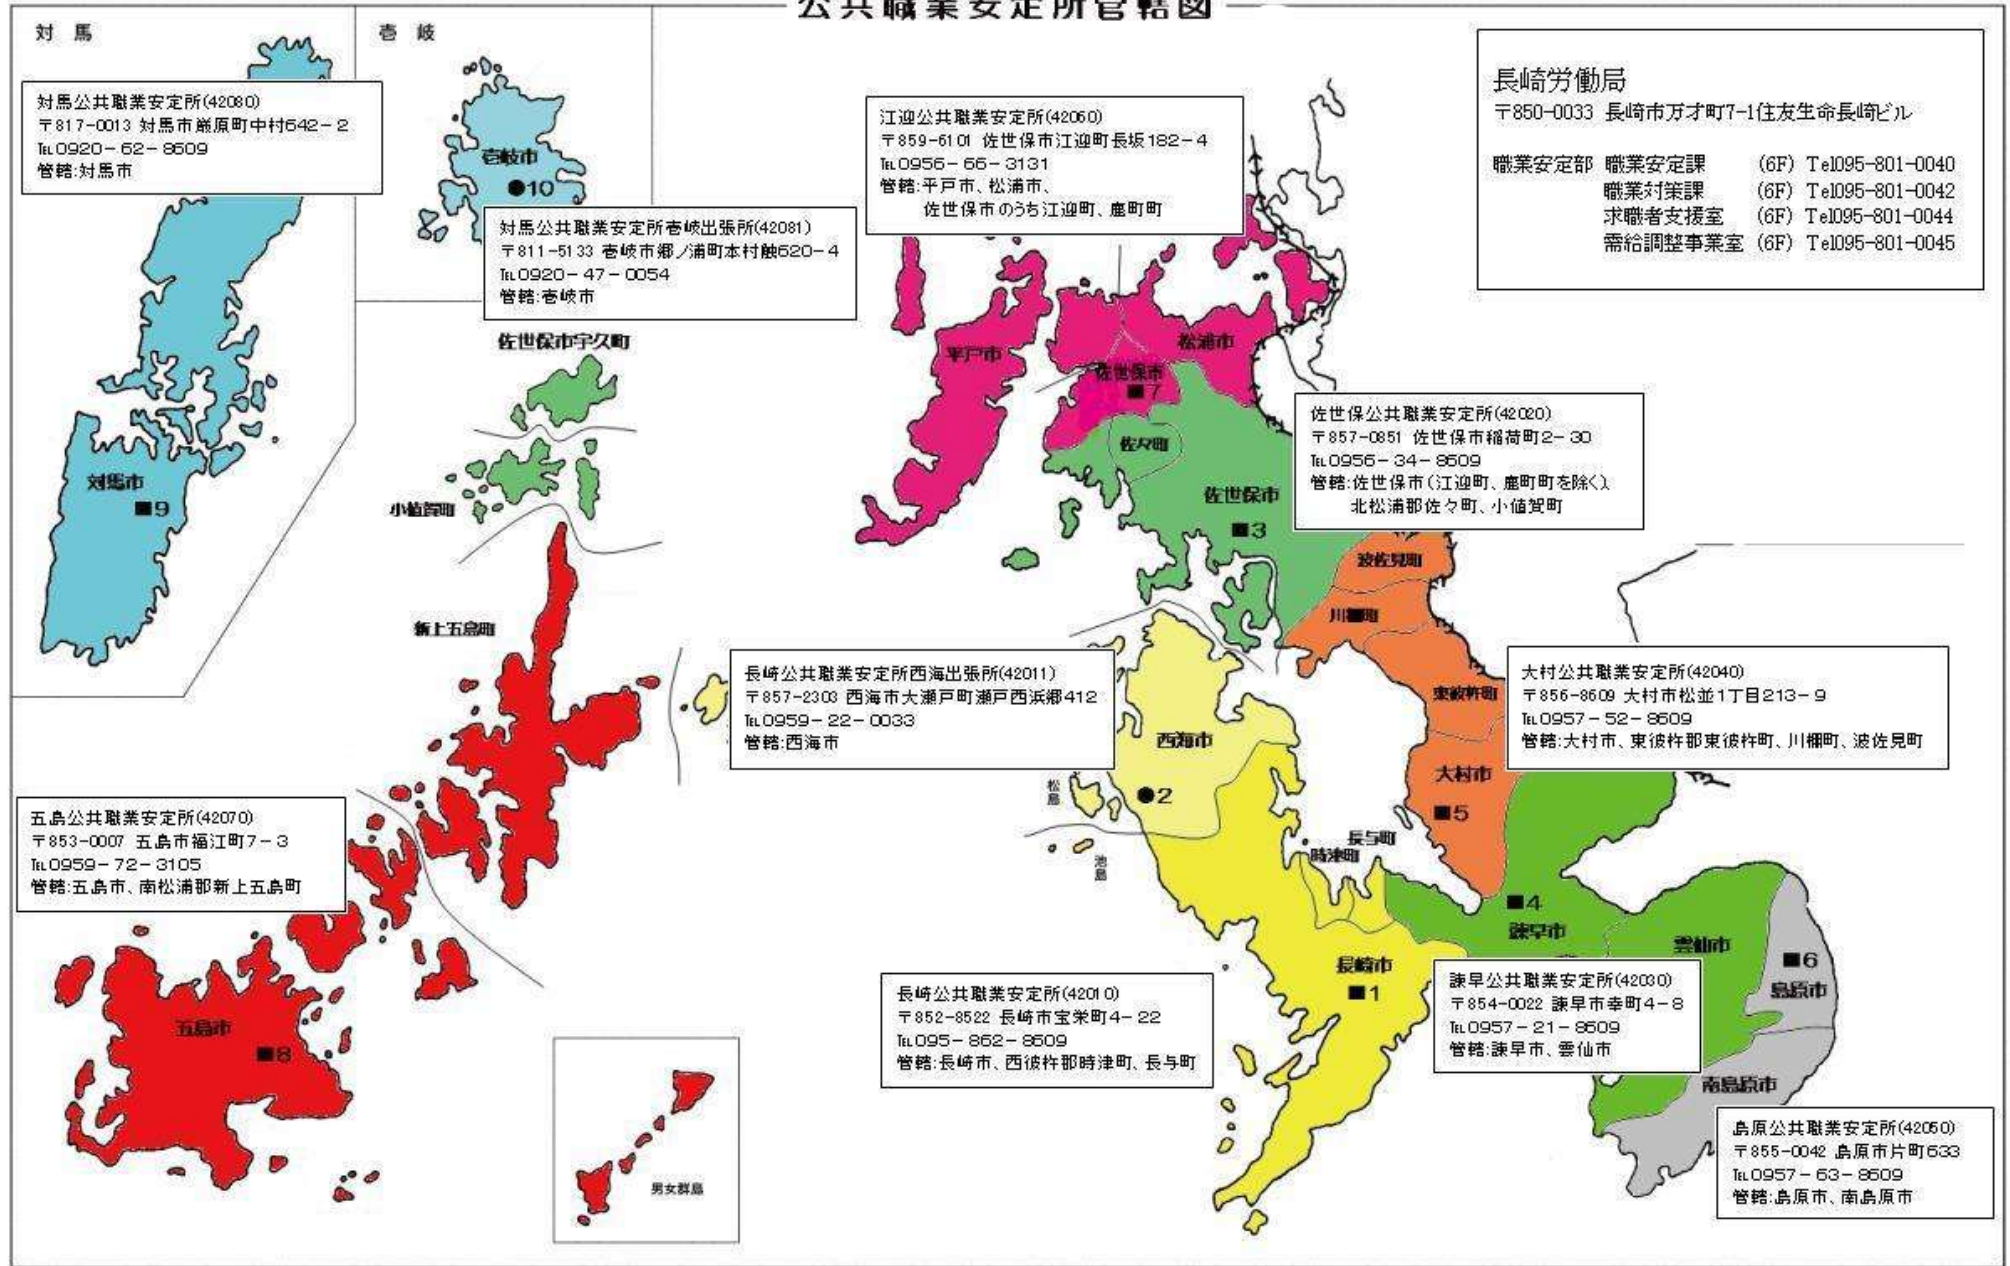 公共職業安定所管轄図
対馬
壱岐
対馬公共職業安定所(42080)
〒817-0013 対馬市厳原町中村642-2
℡0920-62-8609
管轄:対馬市
壱岐市
●10
対馬公共職業安定所壱岐出張所(42081)
〒811-5133 壱岐市郷ノ浦町本村触620-4
℡0920-47-0054
管轄:壱岐市
江迎公共職業安定所(42060)
〒859-6101 佐世保市江迎町長坂182-4
℡0956-66-3131
管轄:平戸市、松浦市、
佐世保市のうち江迎町、鹿町町
長崎労働局
〒850-0033 長崎市万才町7-1住友生命長崎ビル
職業安定部 職業安定課 (6F) Tel095-801-0040
職業対策課 (6F) Tel095-801-0042
求職者支援室 (6F) Tel095-801-0044
需給調整事業室 (6F) Tel095-801-0045
佐世保市宇久町
平戸市
松浦市
佐世保市
■7
佐々町
佐世保市
■3
佐世保公共職業安定所(42020)
〒857-0851 佐世保市稲荷町2-30
℡0956-34-8609
管轄:佐世保市(江迎町、鹿町町を除く)、
北松浦郡佐々町、小値賀町
対馬市
■9
小値賀町
波佐見町
川棚町
新上五島町
東彼杵町
長崎公共職業安定所西海出張所(42011)
〒857-2303 西海市大瀬戸町瀬戸西浜郷412
℡0959-22-0033
管轄:西海市
西海市
●2
松島
池島
大村公共職業安定所(42040)
〒856-8609 大村市松並1丁目213-9
℡0957-52-8609
管轄:大村市、東彼杵郡東彼杵町、川棚町、波佐見町
大村市
■5
五島公共職業安定所(42070)
〒853-0007 五島市福江町7-3
℡0959-72-3105
管轄:五島市、南松浦郡新上五島町
長与町
時津町
■4
諫早市
雲仙市
■6
島原市
長崎市
■1
長崎公共職業安定所(42010)
〒852-8522 長崎市宝栄町4-22
℡095-862-8609
管轄:長崎市、西彼杵郡時津町、長与町
諫早公共職業安定所(42030)
〒854-0022 諫早市幸町4-8
℡0957-21-8609
管轄:諫早市、雲仙市
五島市
■8
南島原市
男女群島
島原公共職業安定所(42050)
〒855-0042 島原市片町633
℡0957-63-8609
管轄:島原市、南島原市